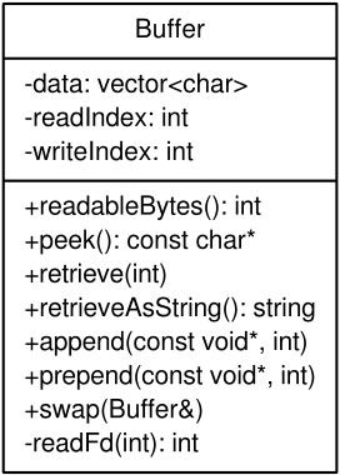 Buffer
-data: vector<char>
-readIndex: int
-writeIndex: int
+readableBytes(): int
+peek(): const char*
+retrieve(int)
+retrieveAsString(): string
+append(const void*, int)
+prepend(const void*, int)
+swap(Buffer&)
-readFd(int): int